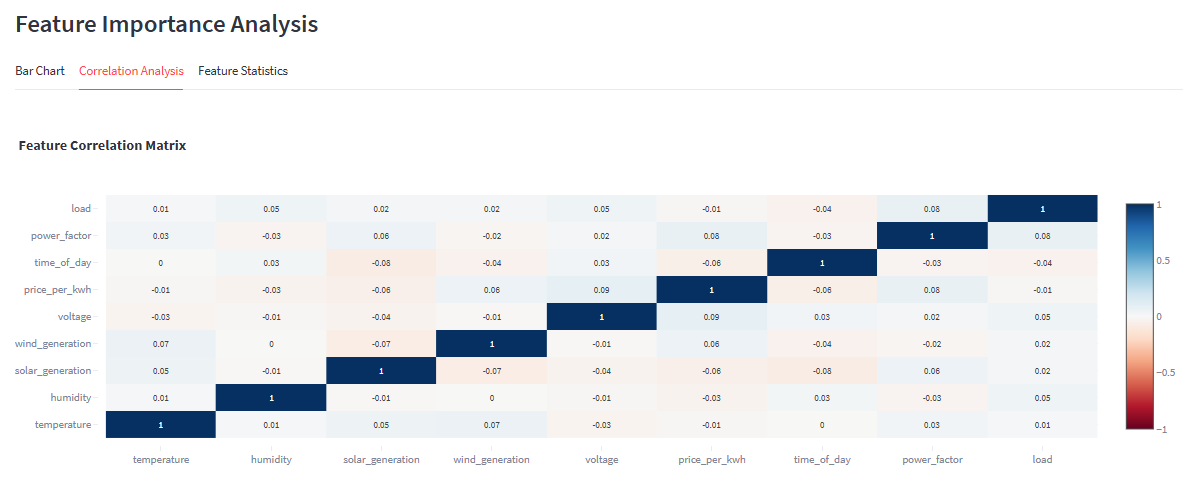 Feature Importance Analysis
Bar Chart Correlation Analysis Feature Statistics
Feature Correlation Matrix
load 0.01 0.05 0.02 0.02 0.05 -0.01 -0.04 0.08 1
power_factor 0.03 -0.03 0.06 -0.02 0.02 0.08 -0.03 1 0.08
time_of_day 0 0.03 -0.08 -0.04 0.03 -0.06 1 -0.03 -0.04
price_per_kwh -0.01 -0.03 -0.06 0.06 0.09 1 -0.06 0.08 -0.01
voltage -0.03 -0.01 -0.04 -0.01 1 0.09 0.03 0.02 0.05
wind_generation 0.07 0 -0.07 1 -0.01 0.06 -0.04 -0.02 0.02
solar_generation 0.05 -0.01 1 -0.07 -0.04 -0.06 -0.08 0.06 0.02
humidity 0.01 1 -0.01 0 -0.01 -0.03 0.03 -0.03 0.05
temperature 1 0.01 0.05 0.07 -0.03 -0.01 0 0.03 0.01
temperature humidity solar_generation wind_generation voltage price_per_kwh time_of_day power_factor load
1
0.5
0
−0.5
−1